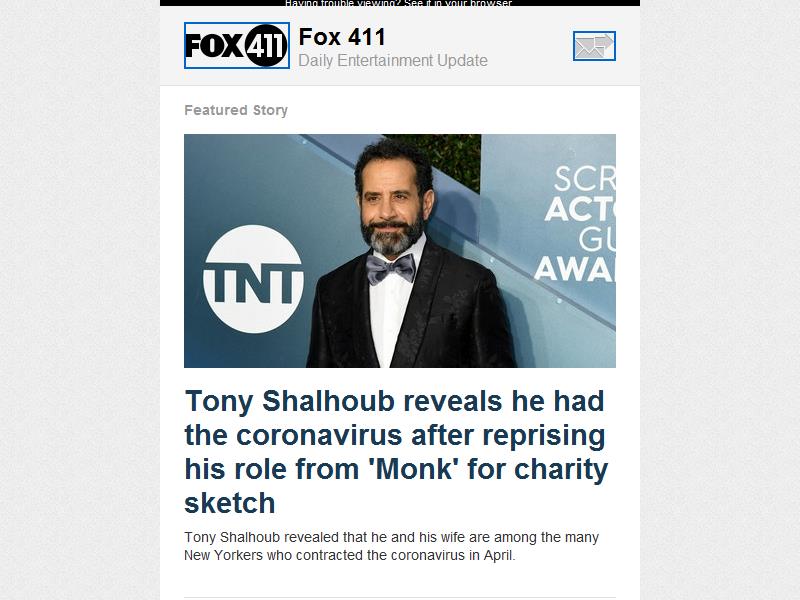 Having trouble viewing? See it in your browser
FOX 411
Fox 411
Daily Entertainment Update
Featured Story
TNT
SCR
ACTO
GU
AWA
Tony Shalhoub reveals he had
the coronavirus after reprising
his role from 'Monk' for charity
sketch
Tony Shalhoub revealed that he and his wife are among the many
New Yorkers who contracted the coronavirus in April.